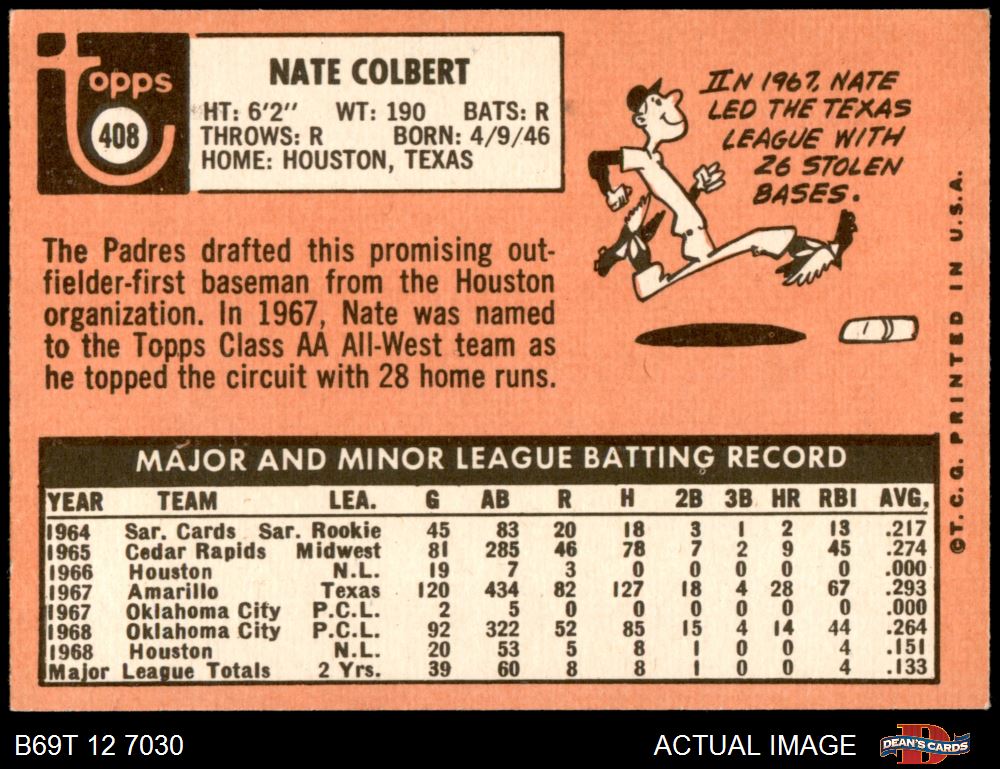 topps
408
NATE COLBERT
HT: 6'2" WT: 190 BATS: R
THROWS: R BORN: 4/9/46
HOME: HOUSTON, TEXAS
IN 1967, NATE
LED THE TEXAS
LEAGUE WITH
26 STOLEN
BASES.
The Padres drafted this promising out-
fielder-first baseman from the Houston
organization. In 1967, Nate was named
to the Topps Class AA All-West team as
he topped the circuit with 28 home runs.
©T.C.G. PRINTED IN U.S.A.
MAJOR AND MINOR LEAGUE BATTING RECORD
YEAR TEAM LEA. G AB R H 2B 3B HR RBI AVG.
1964 Sar. Cards Sar. Rookie 45 83 20 18 3 1 2 13 .217
1965 Cedar Rapids Midwest 81 285 46 78 7 2 9 45 .274
1966 Houston N.L. 19 7 3 0 0 0 0 0 .000
1967 Amarillo Texas 120 434 82 127 18 4 28 67 .293
1967 Oklahoma City P.C.L. 2 5 0 0 0 0 0 0 .000
1968 Oklahoma City P.C.L. 92 322 52 85 15 4 14 44 .264
1968 Houston N.L. 20 53 5 8 1 0 0 4 .151
Major League Totals 2 Yrs. 39 60 8 8 1 0 0 4 .133
B69T 12 7030
ACTUAL IMAGE
DEAN'S CARDS